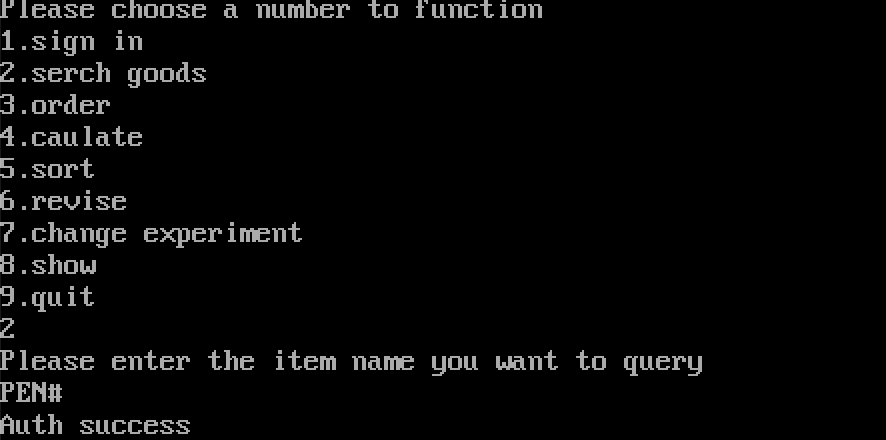 Please choose a number to function
1.sign in
2.serch goods
3.order
4.caulate
5.sort
6.revise
7.change experiment
8.show
9.quit
2
Please enter the item name you want to query
PEN#
Auth success